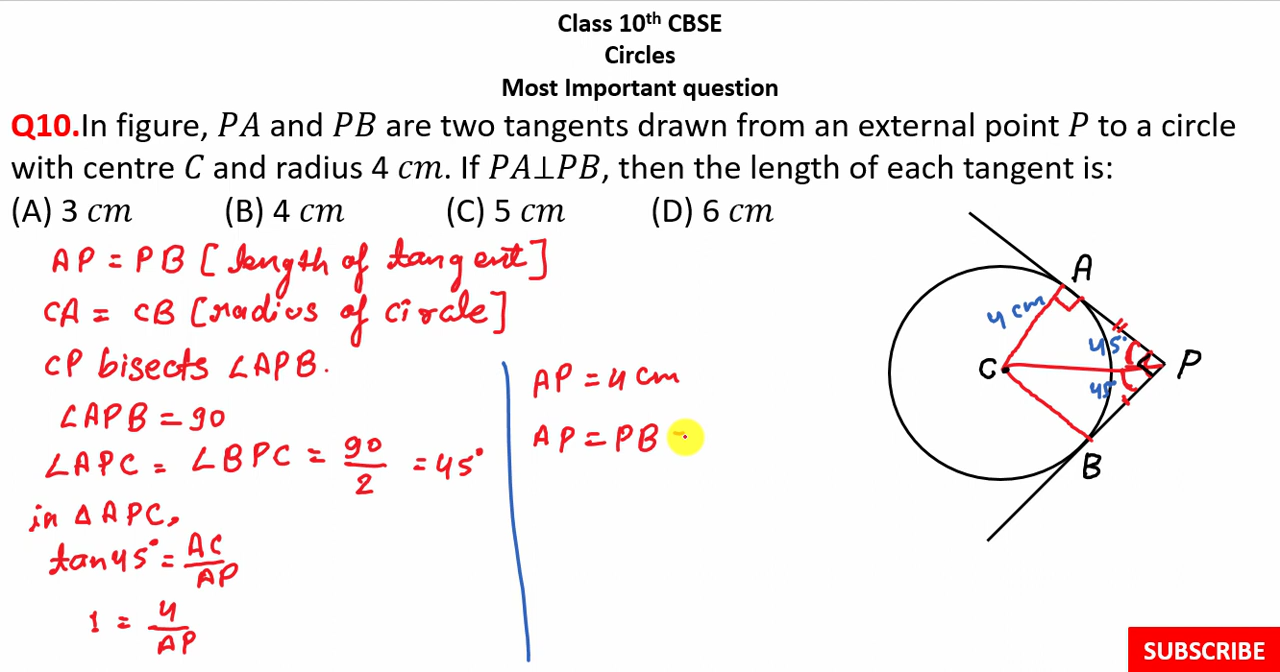 Class 10th CBSE
Circles
Most Important question
Q10.In figure, PA and PB are two tangents drawn from an external point P to a circle
with centre C and radius 4 cm. If PA⊥PB, then the length of each tangent is:
(A) 3 cm (B) 4 cm (C) 5 cm (D) 6 cm
AP = PB [length of tangent]
CA = CB [radius of circle]
CP bisects ∠APB.
∠APB = 90
∠APC = ∠BPC = 90/2 = 45°
in △APC,
tan45° = AC/AP
1 = 4/AP
AP = 4 cm
AP = PB -
A
4 cm
45°
C
P
45
B
SUBSCRIBE